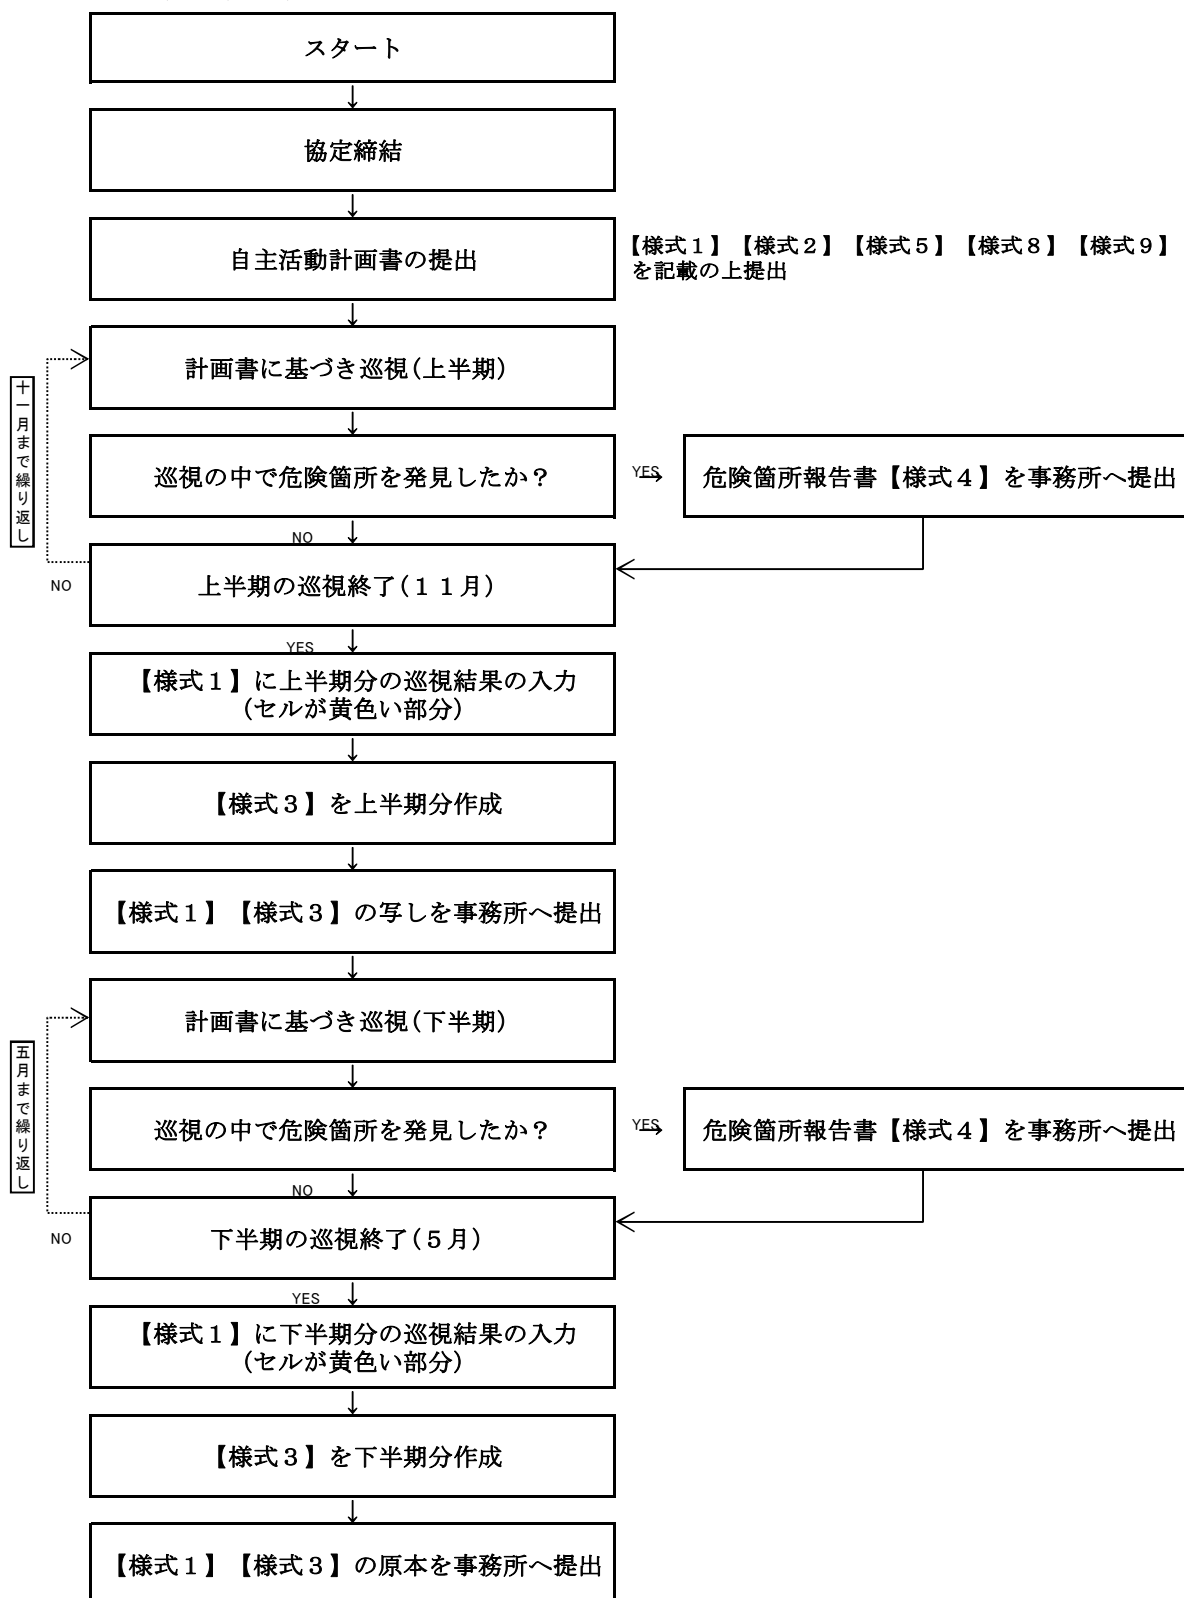 スタート
協定締結
自主活動計画書の提出
【様式１】【様式２】【様式５】【様式８】【様式９】
を記載の上提出
計画書に基づき巡視(上半期)
十一月まで繰り返し
巡視の中で危険箇所を発見したか？
YES
危険箇所報告書【様式４】を事務所へ提出
NO
上半期の巡視終了(１１月)
NO
YES
【様式１】に上半期分の巡視結果の入力
(セルが黄色い部分)
【様式３】を上半期分作成
【様式１】【様式３】の写しを事務所へ提出
計画書に基づき巡視(下半期)
五月まで繰り返し
巡視の中で危険箇所を発見したか？
YES
危険箇所報告書【様式４】を事務所へ提出
NO
下半期の巡視終了(５月)
NO
YES
【様式１】に下半期分の巡視結果の入力
(セルが黄色い部分)
【様式３】を下半期分作成
【様式１】【様式３】の原本を事務所へ提出